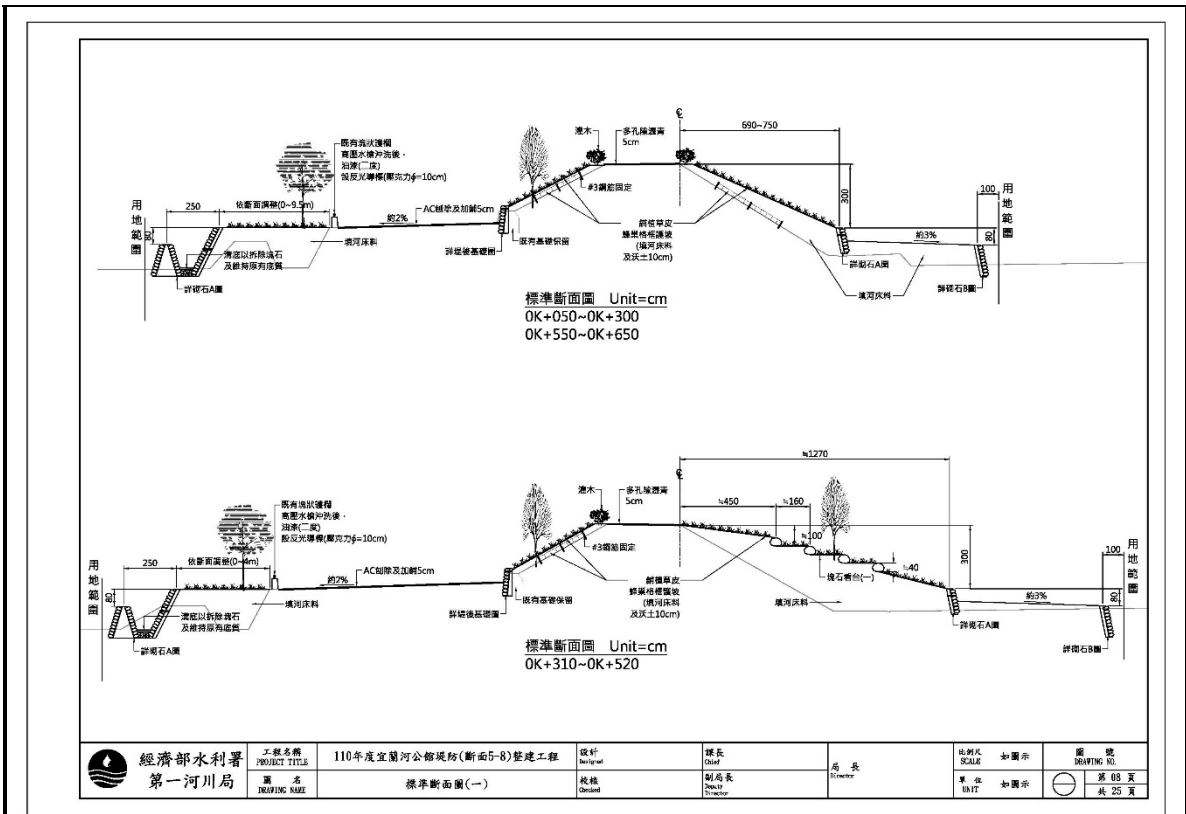 ℄
690~750
灌木
多孔隙瀝青
5cm
既有塊狀護欄
高壓水槍沖洗後,
油漆(二度)
設反光導標(壓克力ϕ=10cm)
#3鋼筋固定
300
100
用地範圍
250
依斷面調整(0~9.5m)
AC刨除及加鋪5cm
約2%
鋪植草皮
蜂巢格框護坡
(填河床料
及沃土10cm)
約3%
80
用地範圍
80
溝底以拆除塊石
及維持原有底質
填河床料
詳堤後基礎圖
既有基礎保留
詳砌石A圖
詳砌石A圖
填河床料
詳砌石B圖
標準斷面圖 Unit=cm
0K+050~0K+300
0K+550~0K+650
≒1270
℄
灌木
多孔隙瀝青
5cm
≒450
≒160
既有塊狀護欄
高壓水槍沖洗後,
油漆(二度)
設反光導標(壓克力ϕ=10cm)
#3鋼筋固定
≒100
300
100
用地範圍
250
依斷面調整(0~4m)
AC刨除及加鋪5cm
約2%
鋪植草皮
蜂巢格框護坡
(填河床料
及沃土10cm)
塊石看台(一)
≒40
用地範圍
80
填河床料
溝底以拆除塊石
及維持原有底質
詳堤後基礎圖
既有基礎保留
填河床料
約3%
80
詳砌石A圖
詳砌石A圖
詳砌石B圖
標準斷面圖 Unit=cm
0K+310~0K+520
經濟部水利署
第一河川局
工程名稱
PROJECT TITLE
110年度宜蘭河公館堤防(斷面5-8)整建工程
圖 名
DRAWING NAME
標準斷面圖(一)
設計
Designed
校核
Checked
課長
Chief
副局長
Deputy
Director
局 長
Director
比例尺
SCALE
如圖示
單 位
UNIT
如圖示
圖 號
DRAWING NO.
第 08 頁
共 25 頁